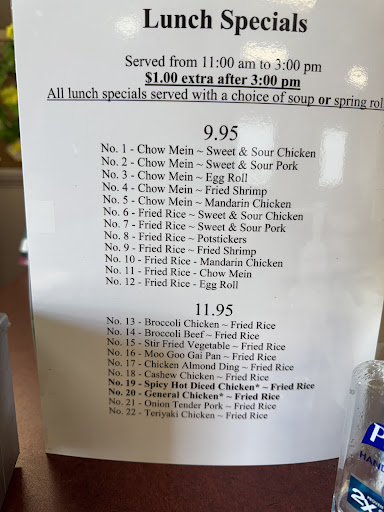 Lunch Specials
Served from 11:00 am to 3:00 pm
$1.00 extra after 3:00 pm
All lunch specials served with a choice of soup or spring rol
9.95
No. 1 - Chow Mein ~ Sweet & Sour Chicken
No. 2 - Chow Mein ~ Sweet & Sour Pork
No. 3 - Chow Mein ~ Egg Roll
No. 4 - Chow Mein ~ Fried Shrimp
No. 5 - Chow Mein ~ Mandarin Chicken
No. 6 - Fried Rice ~ Sweet & Sour Chicken
No. 7 - Fried Rice ~ Sweet & Sour Pork
No. 8 - Fried Rice ~ Potstickers
No. 9 - Fried Rice ~ Fried Shrimp
No. 10 - Fried Rice - Mandarin Chicken
No. 11 - Fried Rice - Chow Mein
No. 12 - Fried Rice - Egg Roll
11.95
No. 13 - Broccoli Chicken ~ Fried Rice
No. 14 - Broccoli Beef ~ Fried Rice
No. 15 - Stir Fried Vegetable ~ Fried Rice
No. 16 - Moo Goo Gai Pan ~ Fried Rice
No. 17 - Chicken Almond Ding ~ Fried Rice
No. 18 - Cashew Chicken ~ Fried Rice
No. 19 - Spicy Hot Diced Chicken* ~ Fried Rice
No. 20 - General Chicken* ~ Fried Rice
No. 21 - Onion Tender Pork ~ Fried Rice
No. 22 - Teriyaki Chicken ~ Fried Rice
P
HAND
2X